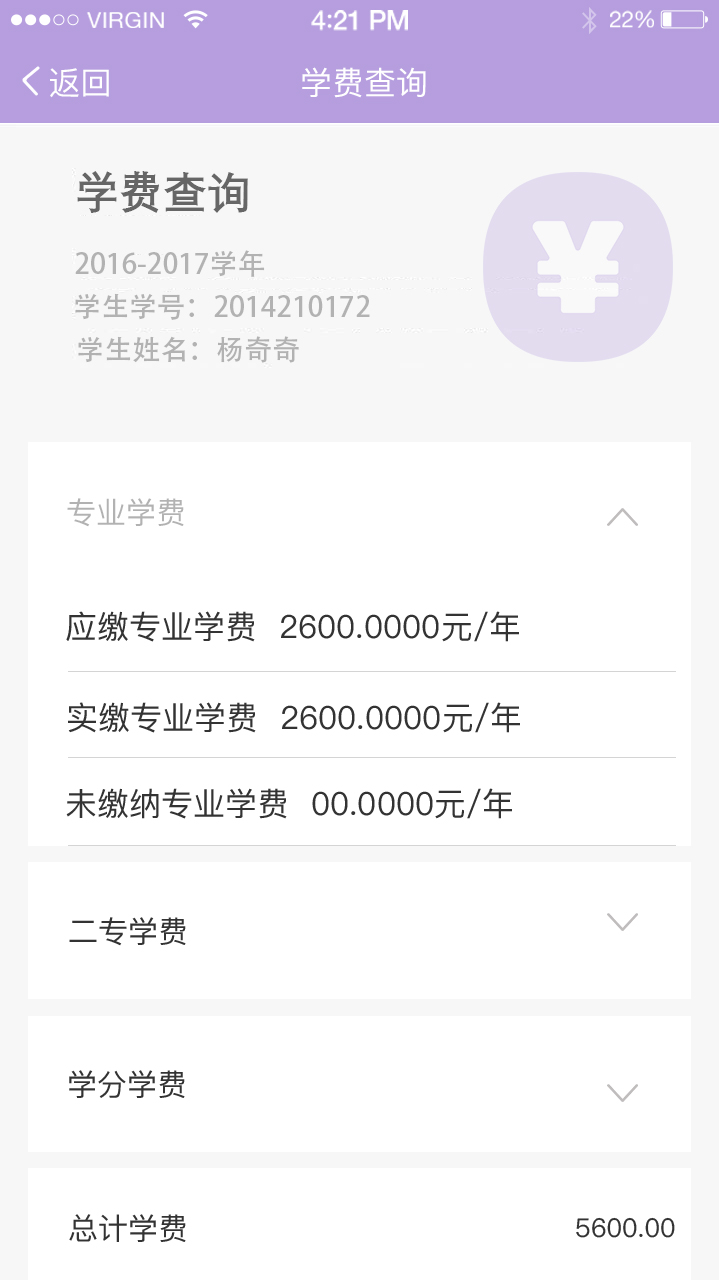 VIRGIN 4:21 PM 22%
返回 学费查询
学费查询
2016-2017学年
学生学号：2014210172
学生姓名：杨奇奇
专业学费
应缴专业学费 2600.0000元/年
实缴专业学费 2600.0000元/年
未缴纳专业学费 00.0000元/年
二专学费
学分学费
总计学费 5600.00